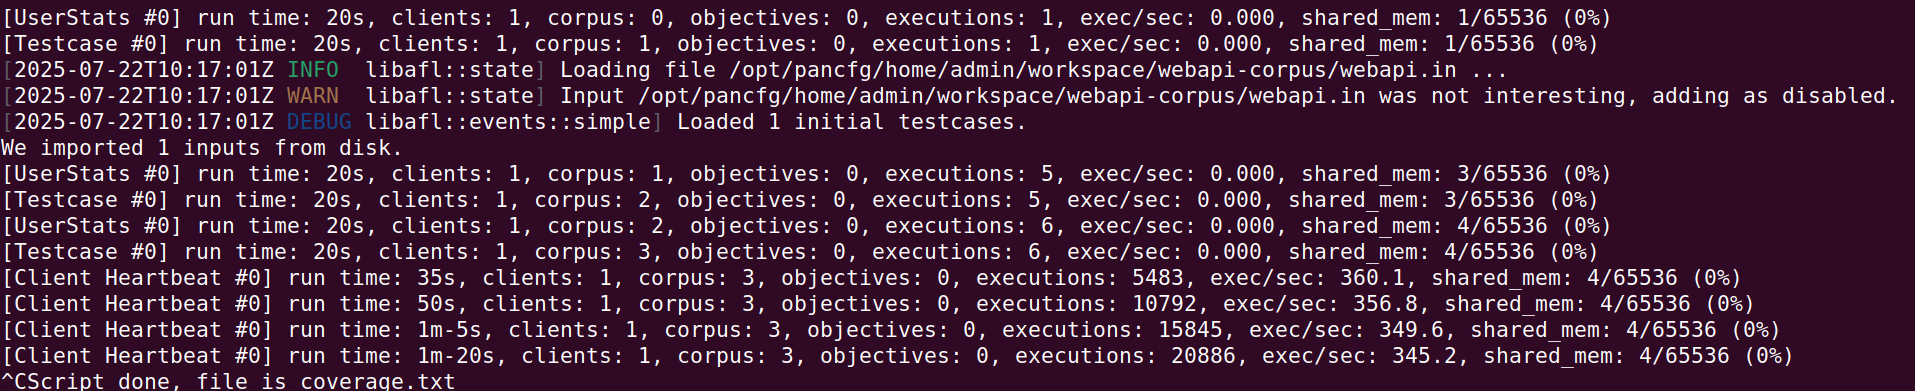 [UserStats #0] run time: 20s, clients: 1, corpus: 0, objectives: 0, executions: 1, exec/sec: 0.000, shared_mem: 1/65536 (0%)
[Testcase #0] run time: 20s, clients: 1, corpus: 1, objectives: 0, executions: 1, exec/sec: 0.000, shared_mem: 1/65536 (0%)
[2025-07-22T10:17:01Z INFO  libafl::state] Loading file /opt/pancfg/home/admin/workspace/webapi-corpus/webapi.in ...
[2025-07-22T10:17:01Z WARN  libafl::state] Input /opt/pancfg/home/admin/workspace/webapi-corpus/webapi.in was not interesting, adding as disabled.
[2025-07-22T10:17:01Z DEBUG libafl::events::simple] Loaded 1 initial testcases.
We imported 1 inputs from disk.
[UserStats #0] run time: 20s, clients: 1, corpus: 1, objectives: 0, executions: 5, exec/sec: 0.000, shared_mem: 3/65536 (0%)
[Testcase #0] run time: 20s, clients: 1, corpus: 2, objectives: 0, executions: 5, exec/sec: 0.000, shared_mem: 3/65536 (0%)
[UserStats #0] run time: 20s, clients: 1, corpus: 2, objectives: 0, executions: 6, exec/sec: 0.000, shared_mem: 4/65536 (0%)
[Testcase #0] run time: 20s, clients: 1, corpus: 3, objectives: 0, executions: 6, exec/sec: 0.000, shared_mem: 4/65536 (0%)
[Client Heartbeat #0] run time: 35s, clients: 1, corpus: 3, objectives: 0, executions: 5483, exec/sec: 360.1, shared_mem: 4/65536 (0%)
[Client Heartbeat #0] run time: 50s, clients: 1, corpus: 3, objectives: 0, executions: 10792, exec/sec: 356.8, shared_mem: 4/65536 (0%)
[Client Heartbeat #0] run time: 1m-5s, clients: 1, corpus: 3, objectives: 0, executions: 15845, exec/sec: 349.6, shared_mem: 4/65536 (0%)
[Client Heartbeat #0] run time: 1m-20s, clients: 1, corpus: 3, objectives: 0, executions: 20886, exec/sec: 345.2, shared_mem: 4/65536 (0%)
^CScript done, file is coverage.txt